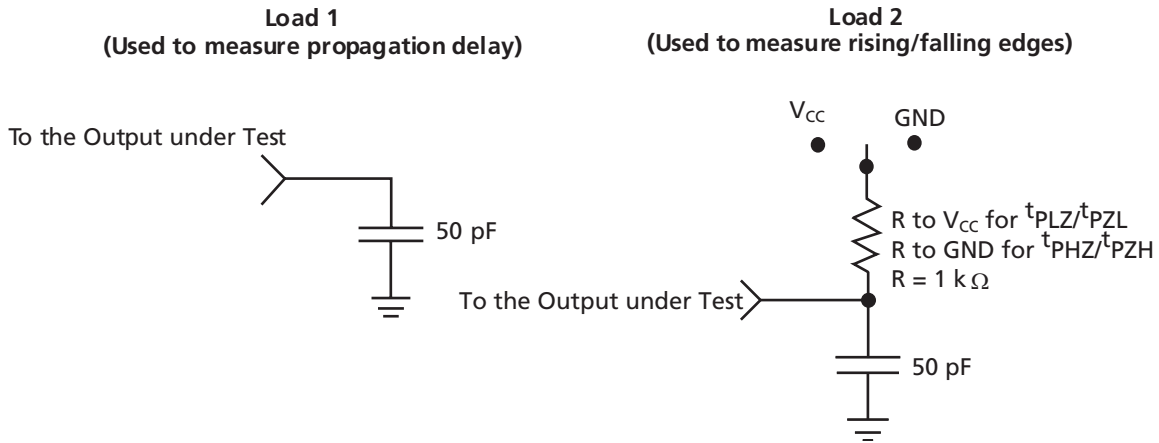 Load 1
(Used to measure propagation delay)
To the Output under Test
50 pF
Load 2
(Used to measure rising/falling edges)
VCC
GND
R to VCC for tPLZ/tPZL
R to GND for tPHZ/tPZH
R = 1 k Ω
To the Output under Test
50 pF